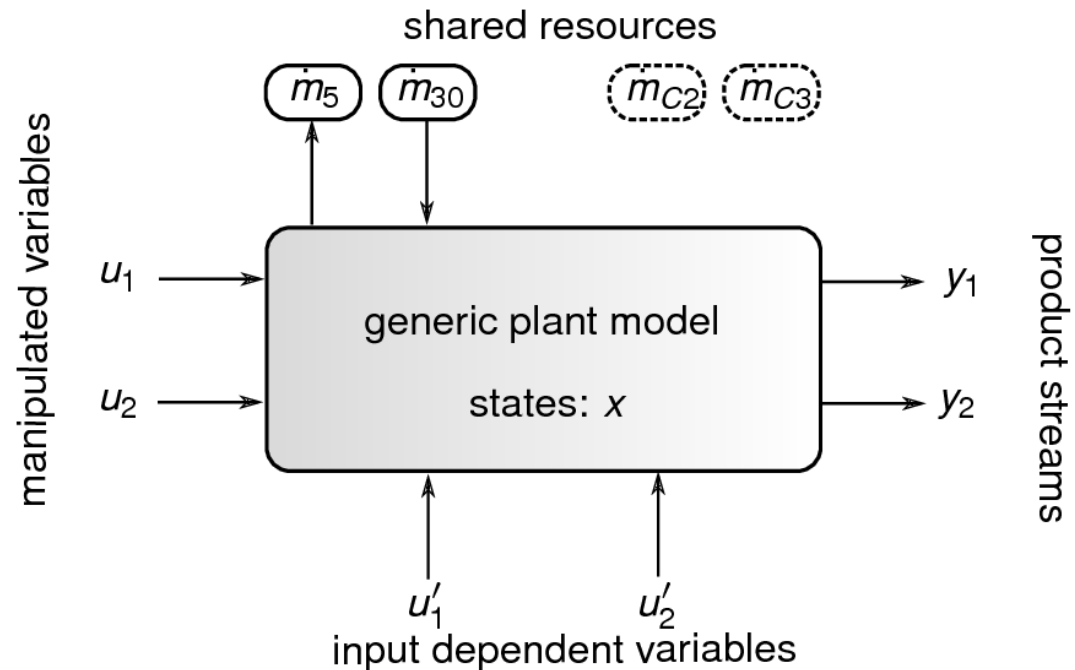 shared resources
ṁ5 ṁ30 ṁC2 ṁC3
manipulated variables
u1
u2
generic plant model
states: x
y1
y2
product streams
u′1 u′2
input dependent variables